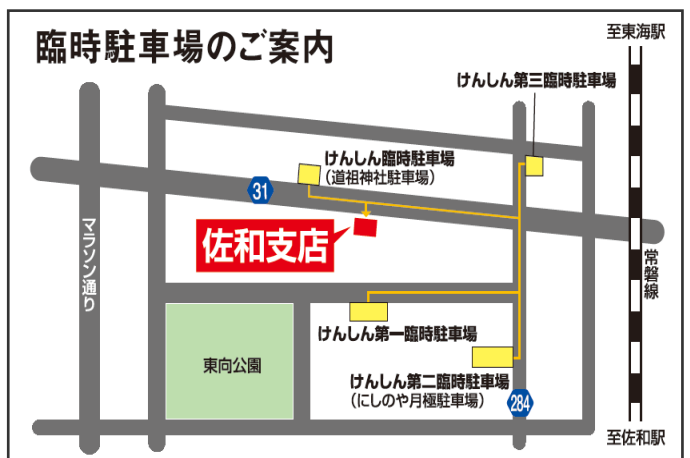 臨時駐車場のご案内
至東海駅
けんしん第三臨時駐車場
けんしん臨時駐車場
(道祖神社駐車場)
31
佐和支店
マラソン通り
常磐線
けんしん第一臨時駐車場
東向公園
けんしん第二臨時駐車場
(にしのや月極駐車場)
284
至佐和駅